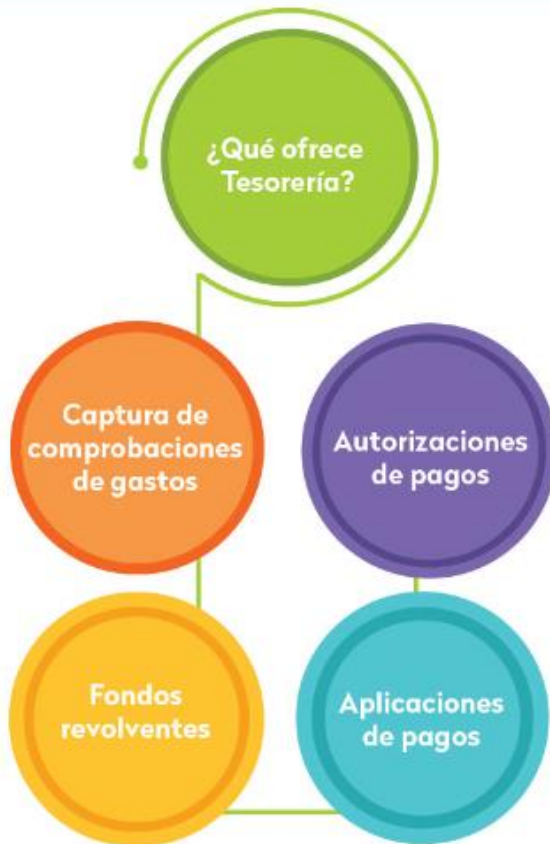 ¿Qué ofrece
Tesorería?
Captura de
comprobaciones
de gastos
Autorizaciones
de pagos
Fondos
revolventes
Aplicaciones
de pagos